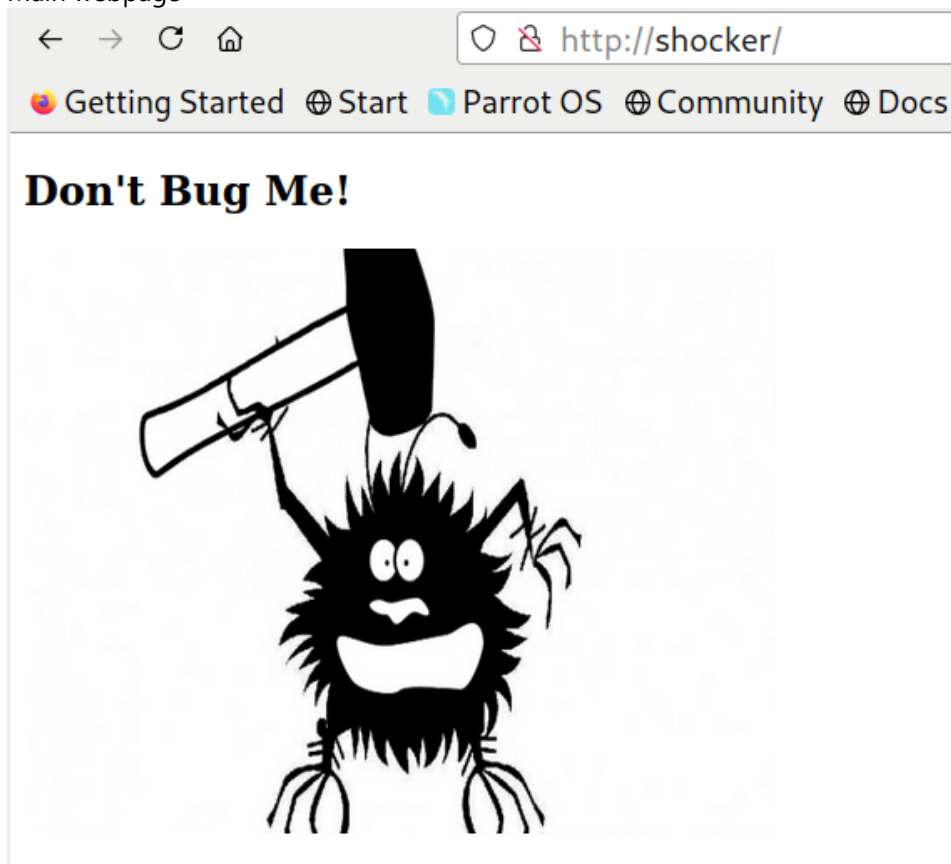 main webpage
http://shocker/
Getting Started Start Parrot OS Community Docs
Don't Bug Me!